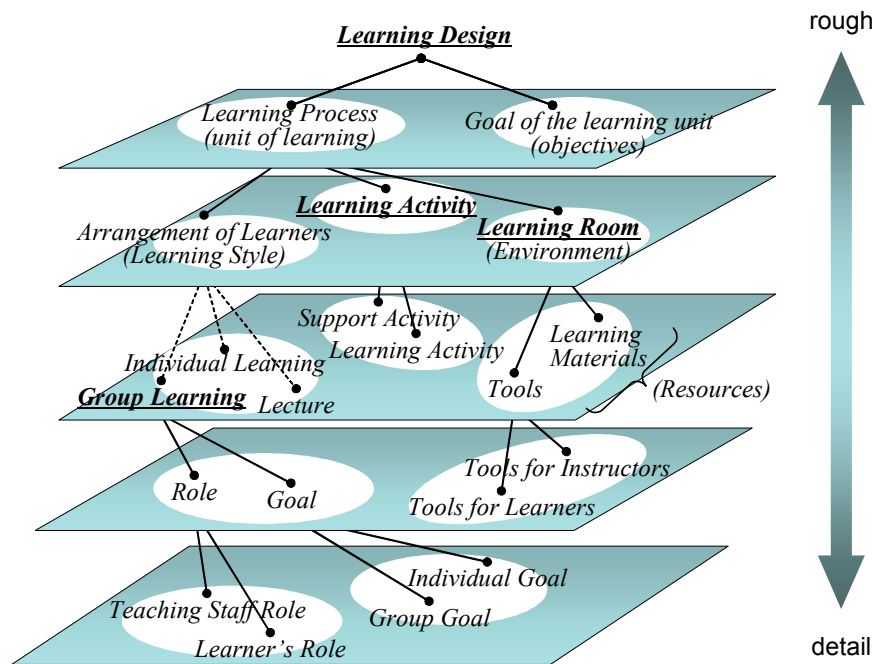 rough
Learning Design
Learning Process
(unit of learning)
Goal of the learning unit
(objectives)
Learning Activity
Arrangement of Learners
(Learning Style)
Learning Room
(Environment)
Support Activity
Learning Activity
Learning
Materials
Individual Learning
Group Learning
Lecture
Tools
(Resources)
Role
Goal
Tools for Instructors
Tools for Learners
Individual Goal
Group Goal
Teaching Staff Role
Learner's Role
detail